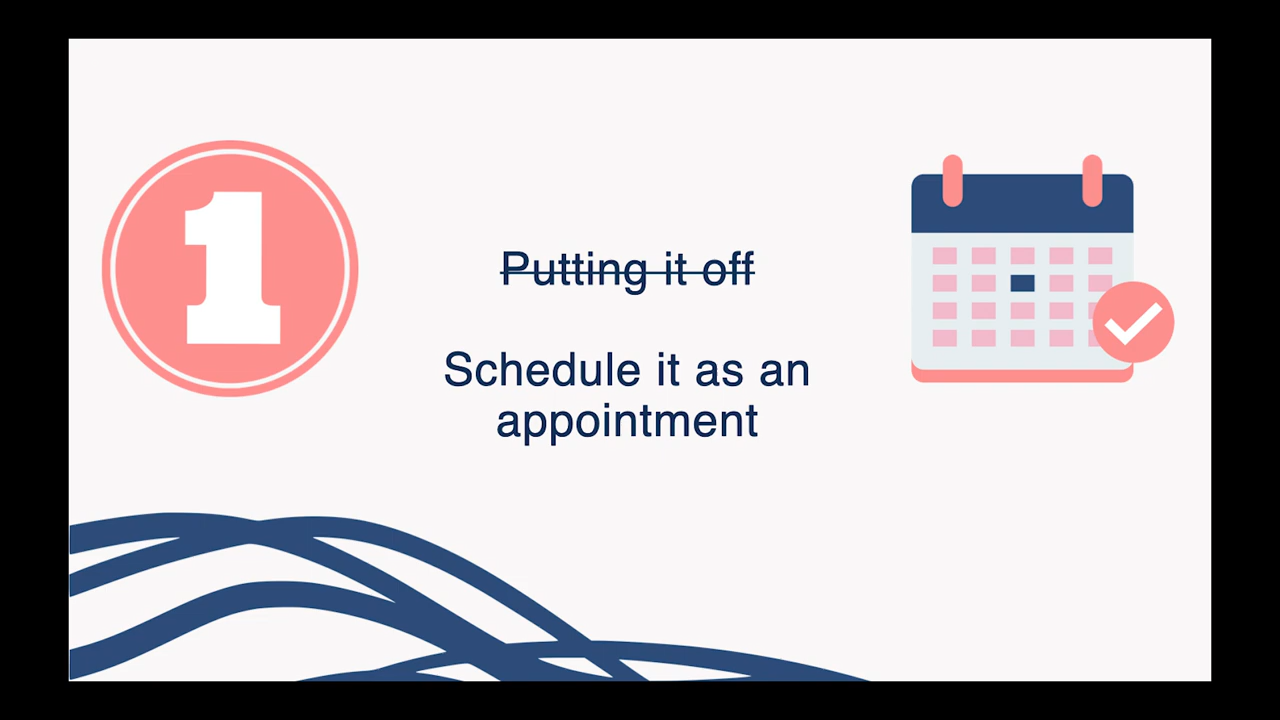 1
Putting it off
Schedule it as an
appointment